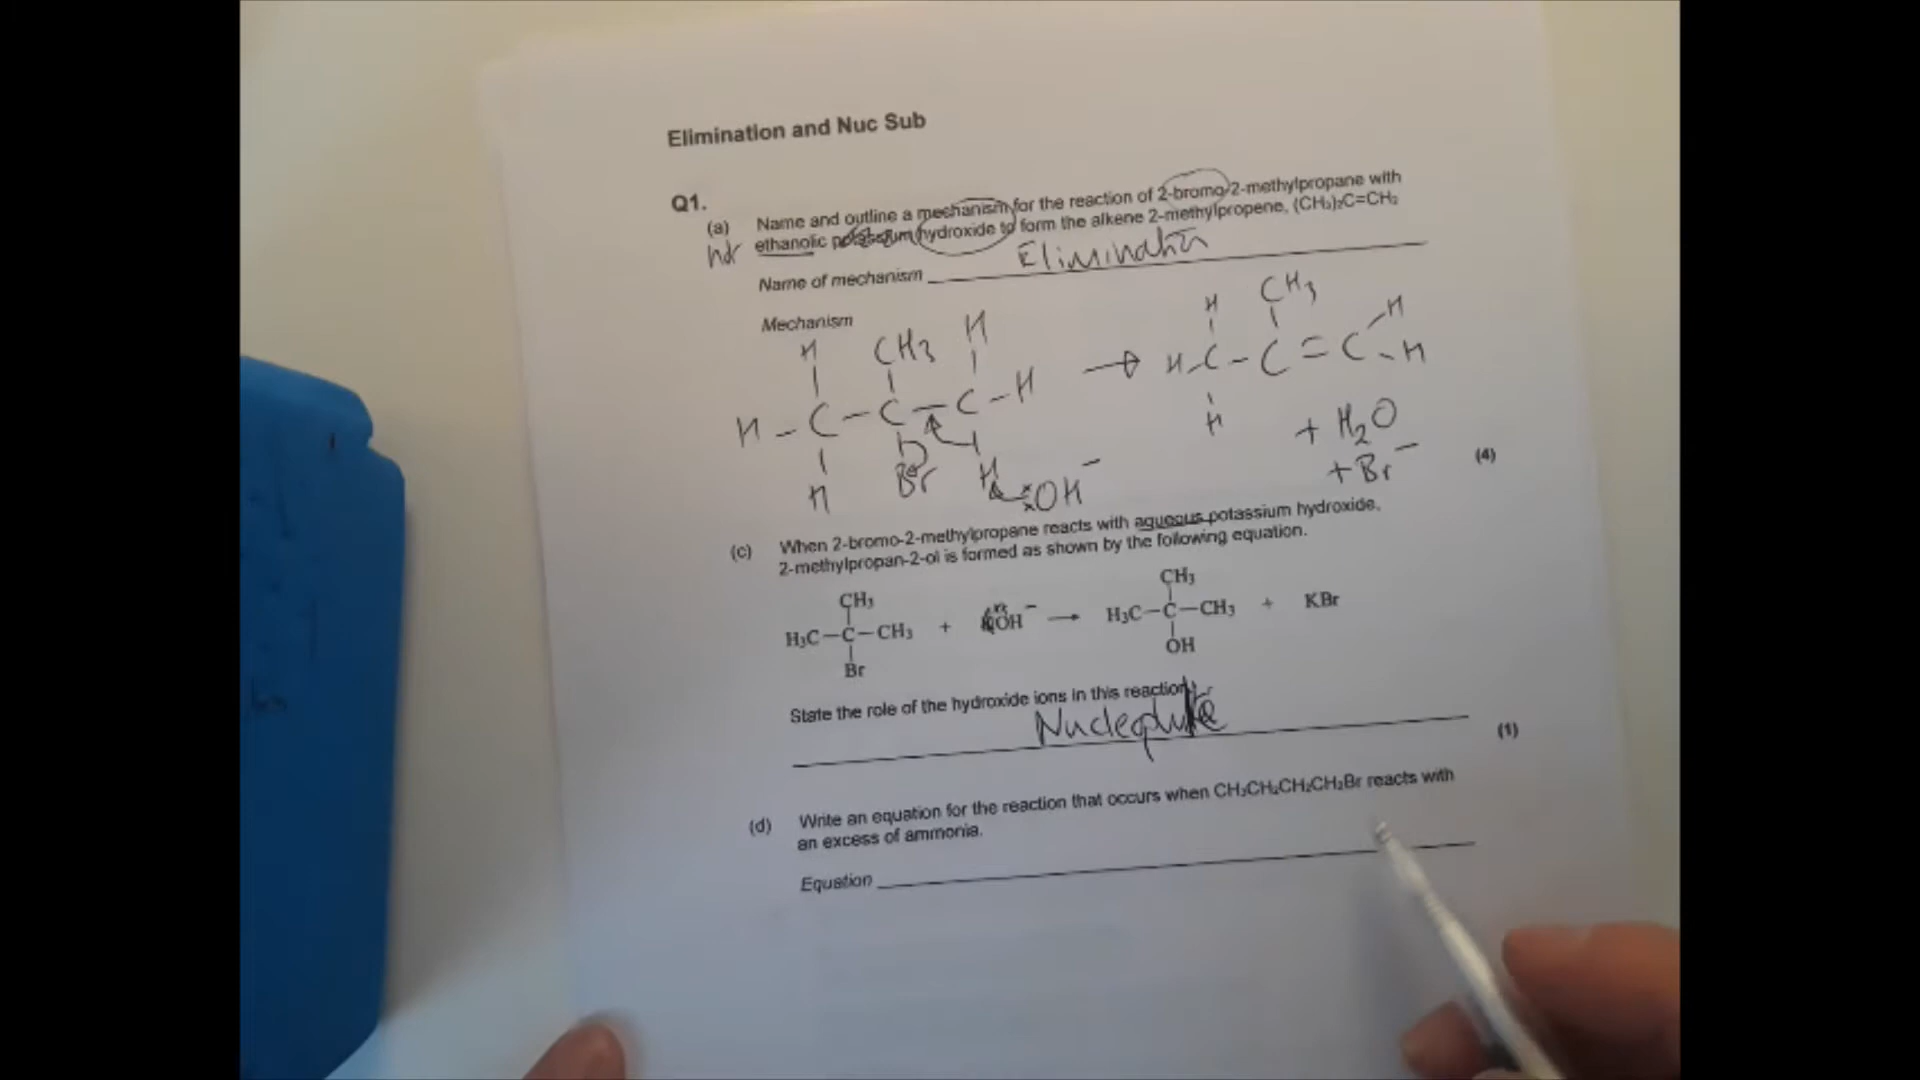 Elimination and Nuc Sub
Q1.
(a) Name and outline a mechanism for the reaction of 2-bromo-2-methylpropane with
ethanolic potassium hydroxide to form the alkene 2-methylpropene, (CH₃)₂C=CH₂
Name of mechanism Elimination
Mechanism
H CH3 H
H - C - C - C - H
H Br H
OH⁻
H CH3 H
H C - C = C - H
H
+ H2O
+ Br⁻
(4)
(c) When 2-bromo-2-methylpropane reacts with aqueous potassium hydroxide,
2-methylpropan-2-ol is formed as shown by the following equation.
CH₃ CH₃
H₃C—C—CH₃ + OH⁻ → H₃C—C—CH₃ + KBr
Br OH
State the role of the hydroxide ions in this reaction
Nucleophile
(1)
(d) Write an equation for the reaction that occurs when CH₃CH₂CH₂CH₂Br reacts with
an excess of ammonia.
Equation